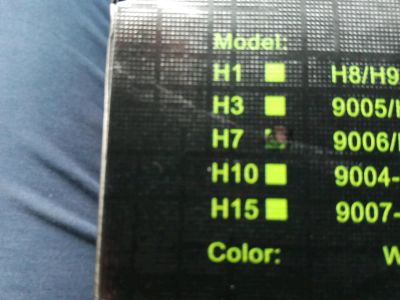 Model:
H1 H8/H9
H3 9005/
H7 9006/
H10 9004-
H15 9007-
Color: W